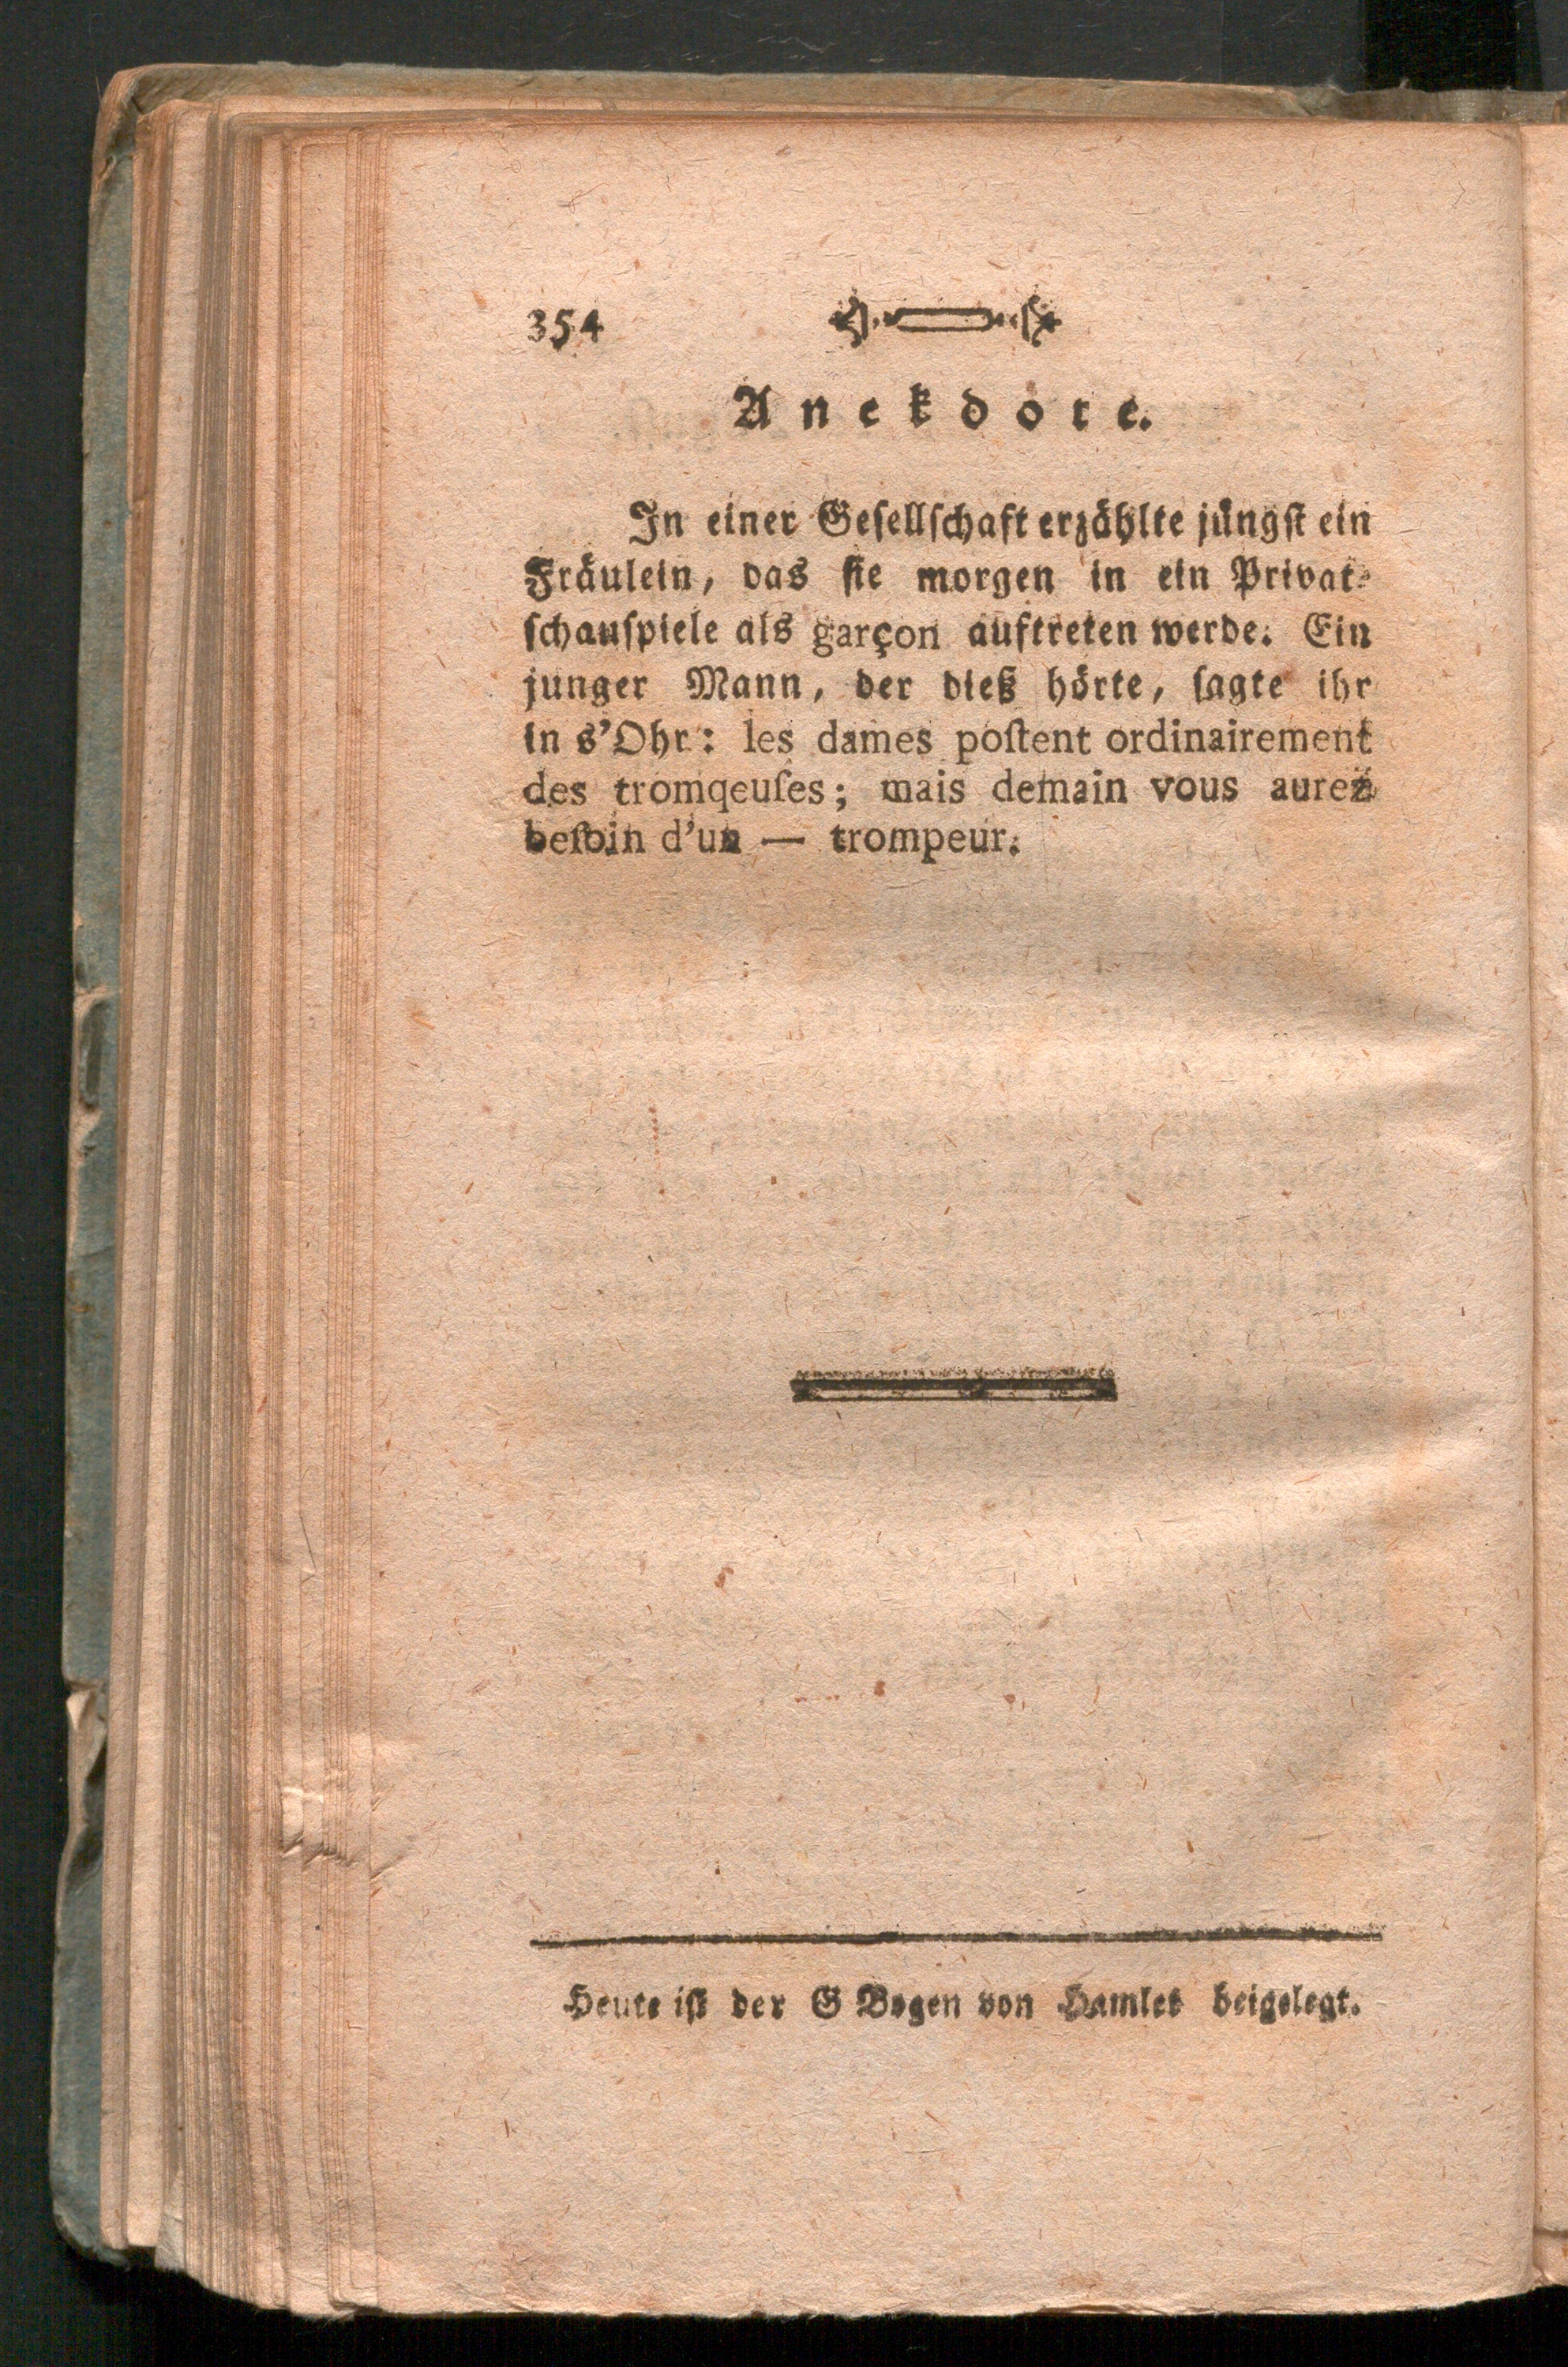 354
Anekdote.
In einer Geſellſchaft erzählte jüngſt ein
Fräulein, das ſie morgen in ein Privat-
ſchauſpiele als garçon auftreten werde. Ein
junger Mann, der dieß hörte, ſagte ihr
in s'Ohr: les dames poſtent ordinairement
des tromqeuſes; mais demain vous aurez
beſoin d'un — trompeur.
Heute iſt der G Bogen von Hamlet beigelegt.